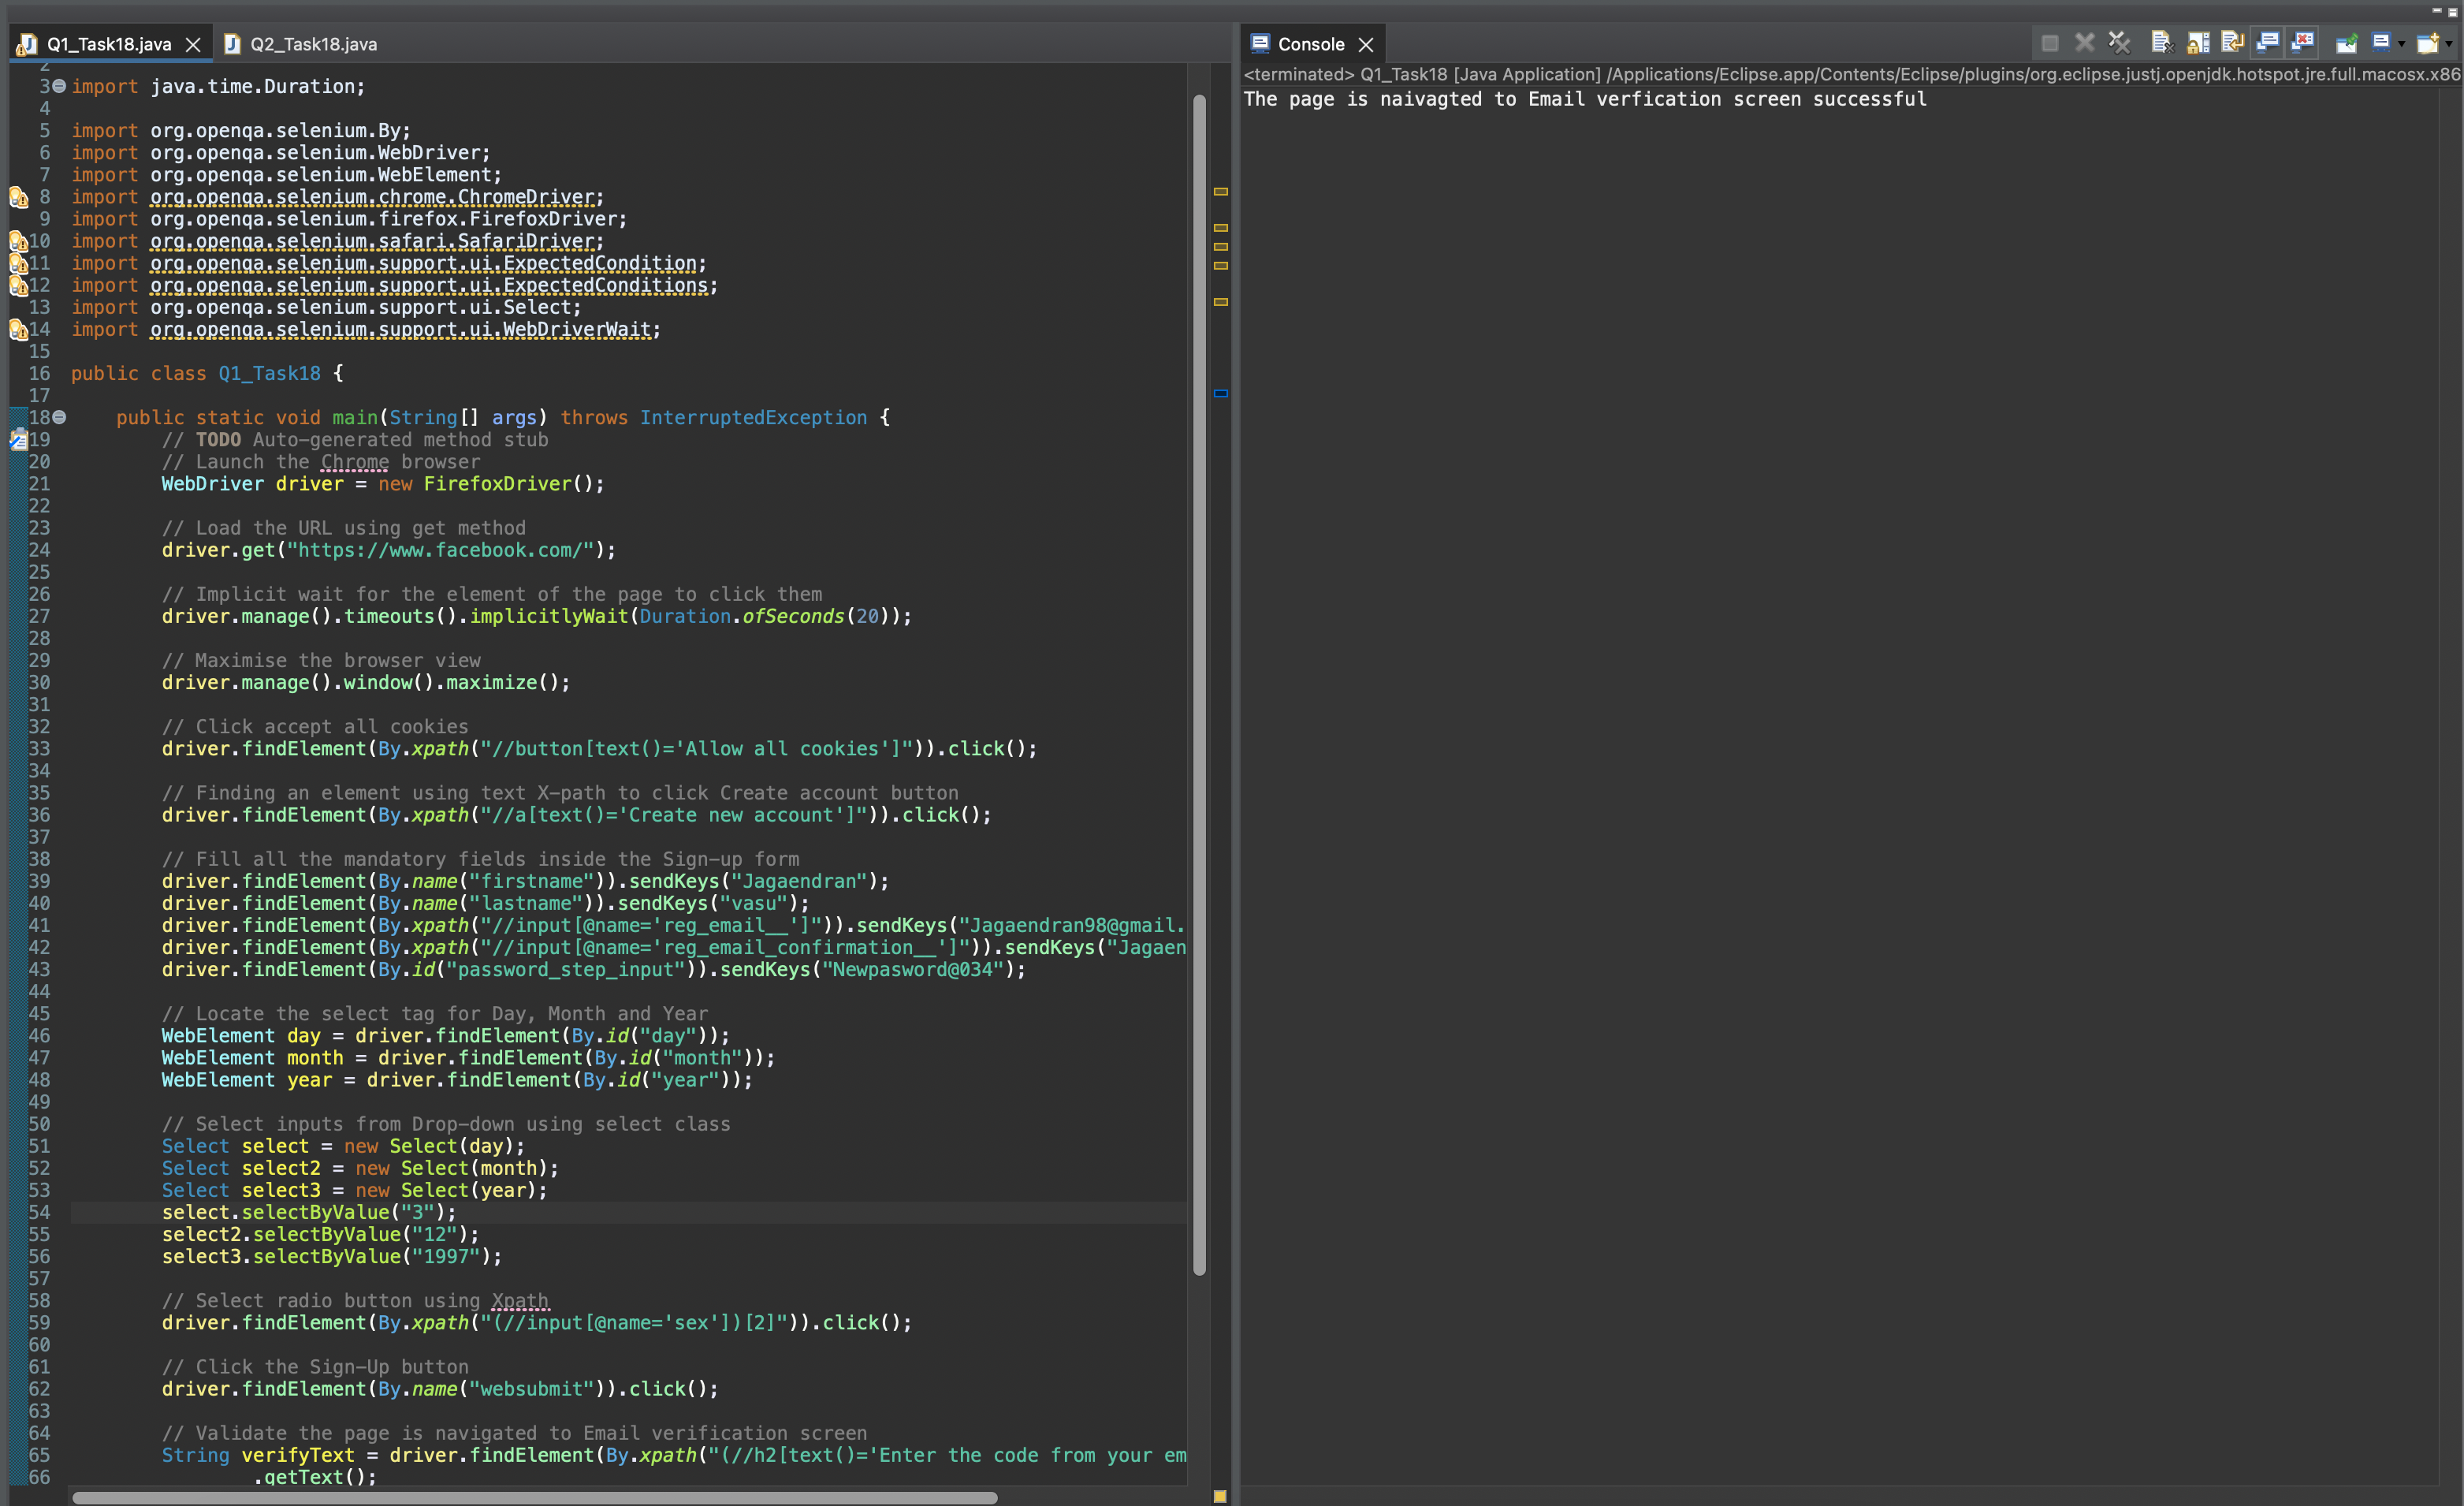 Q1_Task18.java
Q2_Task18.java
2
3 import java.time.Duration;
4
5 import org.openqa.selenium.By;
6 import org.openqa.selenium.WebDriver;
7 import org.openqa.selenium.WebElement;
8 import org.openqa.selenium.chrome.ChromeDriver;
9 import org.openqa.selenium.firefox.FirefoxDriver;
10 import org.openqa.selenium.safari.SafariDriver;
11 import org.openqa.selenium.support.ui.ExpectedCondition;
12 import org.openqa.selenium.support.ui.ExpectedConditions;
13 import org.openqa.selenium.support.ui.Select;
14 import org.openqa.selenium.support.ui.WebDriverWait;
15
16 public class Q1_Task18 {
17
18 public static void main(String[] args) throws InterruptedException {
19 // TODO Auto-generated method stub
20 // Launch the Chrome browser
21 WebDriver driver = new FirefoxDriver();
22
23 // Load the URL using get method
24 driver.get("https://www.facebook.com/");
25
26 // Implicit wait for the element of the page to click them
27 driver.manage().timeouts().implicitlyWait(Duration.ofSeconds(20));
28
29 // Maximise the browser view
30 driver.manage().window().maximize();
31
32 // Click accept all cookies
33 driver.findElement(By.xpath("//button[text()='Allow all cookies']")).click();
34
35 // Finding an element using text X-path to click Create account button
36 driver.findElement(By.xpath("//a[text()='Create new account']")).click();
37
38 // Fill all the mandatory fields inside the Sign-up form
39 driver.findElement(By.name("firstname")).sendKeys("Jagaendran");
40 driver.findElement(By.name("lastname")).sendKeys("vasu");
41 driver.findElement(By.xpath("//input[@name='reg_email__']")).sendKeys("Jagaendran98@gmail.
42 driver.findElement(By.xpath("//input[@name='reg_email_confirmation__']")).sendKeys("Jagaen
43 driver.findElement(By.id("password_step_input")).sendKeys("Newpasword@034");
44
45 // Locate the select tag for Day, Month and Year
46 WebElement day = driver.findElement(By.id("day"));
47 WebElement month = driver.findElement(By.id("month"));
48 WebElement year = driver.findElement(By.id("year"));
49
50 // Select inputs from Drop-down using select class
51 Select select = new Select(day);
52 Select select2 = new Select(month);
53 Select select3 = new Select(year);
54 select.selectByValue("3");
55 select2.selectByValue("12");
56 select3.selectByValue("1997");
57
58 // Select radio button using Xpath
59 driver.findElement(By.xpath("(//input[@name='sex'])[2]")).click();
60
61 // Click the Sign-Up button
62 driver.findElement(By.name("websubmit")).click();
63
64 // Validate the page is navigated to Email verification screen
65 String verifyText = driver.findElement(By.xpath("(//h2[text()='Enter the code from your em
66 .getText();
Console
<terminated> Q1_Task18 [Java Application] /Applications/Eclipse.app/Contents/Eclipse/plugins/org.eclipse.justj.openjdk.hotspot.jre.full.macosx.x86
The page is naivagted to Email verfication screen successful